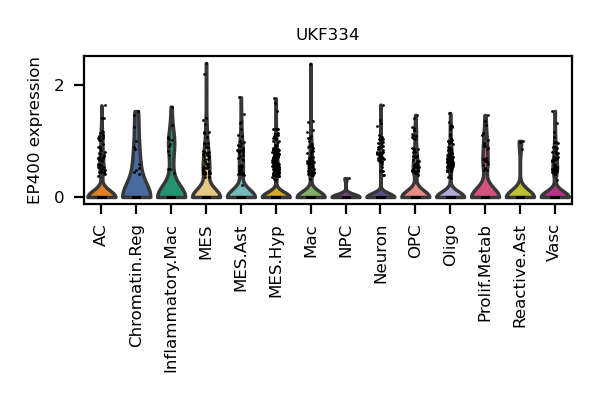 UKF334
EP400 expression
2
0
AC
Chromatin.Reg
Inflammatory.Mac
MES
MES.Ast
MES.Hyp
Mac
NPC
Neuron
OPC
Oligo
Prolif.Metab
Reactive.Ast
Vasc